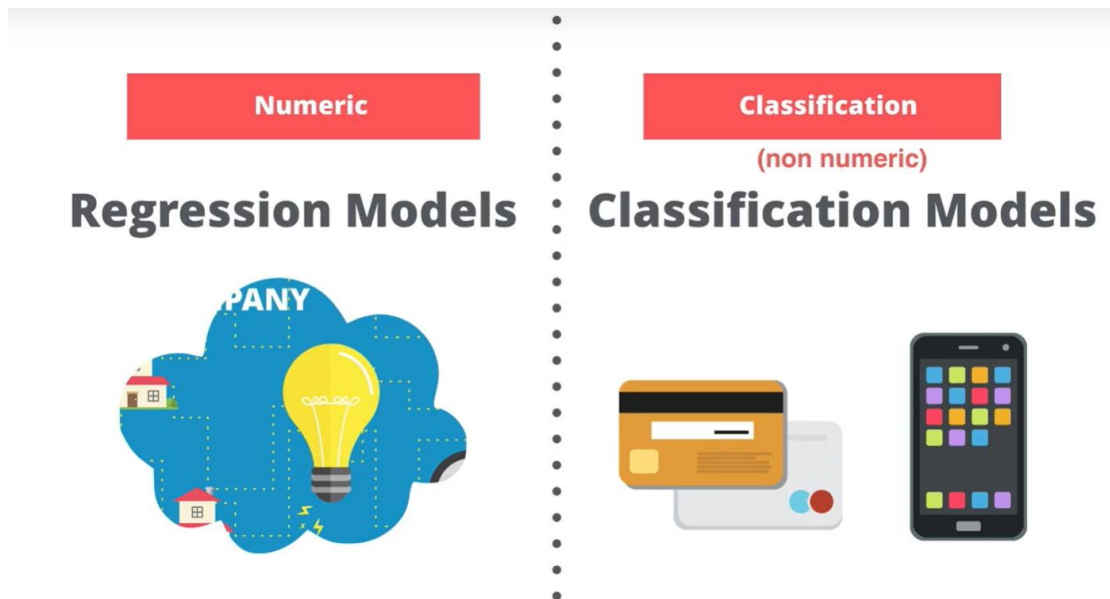 Numeric
Regression Models
PANY
Classification
(non numeric)
Classification Models